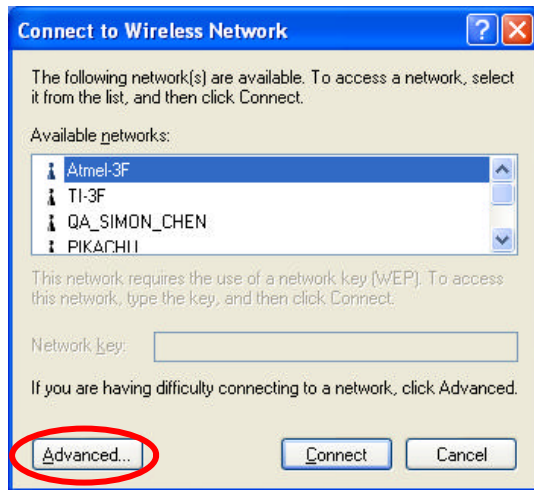 Connect to Wireless Network
The following network(s) are available. To access a network, select
it from the list, and then click Connect.
Available networks:
Atmel-3F
TI-3F
QA_SIMON_CHEN
PIKACHU
This network requires the use of a network key (WEP). To access
this network, type the key, and then click Connect.
Network key:
If you are having difficulty connecting to a network, click Advanced.
Advanced... Connect Cancel